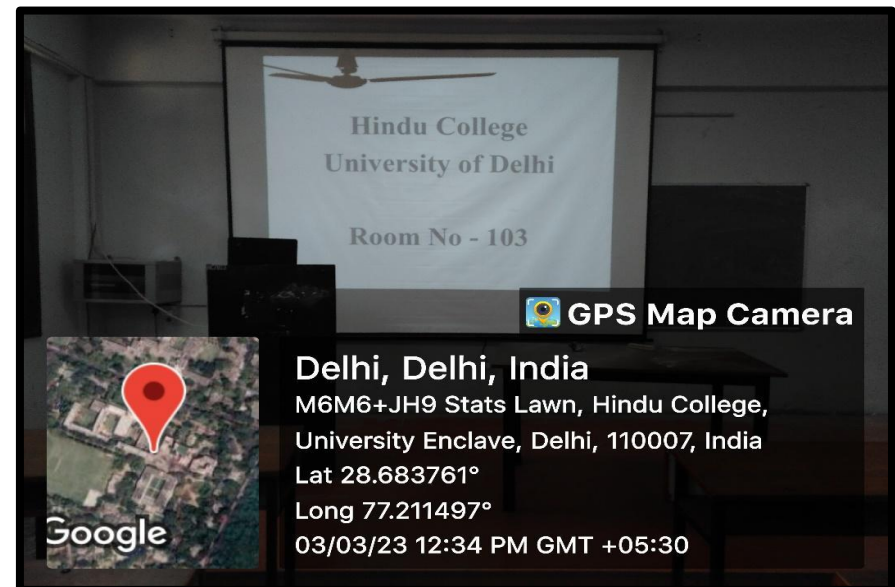 Hindu College
University of Delhi
Room No - 103
GPS Map Camera
Delhi, Delhi, India
M6M6+JH9 Stats Lawn, Hindu College,
University Enclave, Delhi, 110007, India
Lat 28.683761°
Long 77.211497°
03/03/23 12:34 PM GMT +05:30
Google